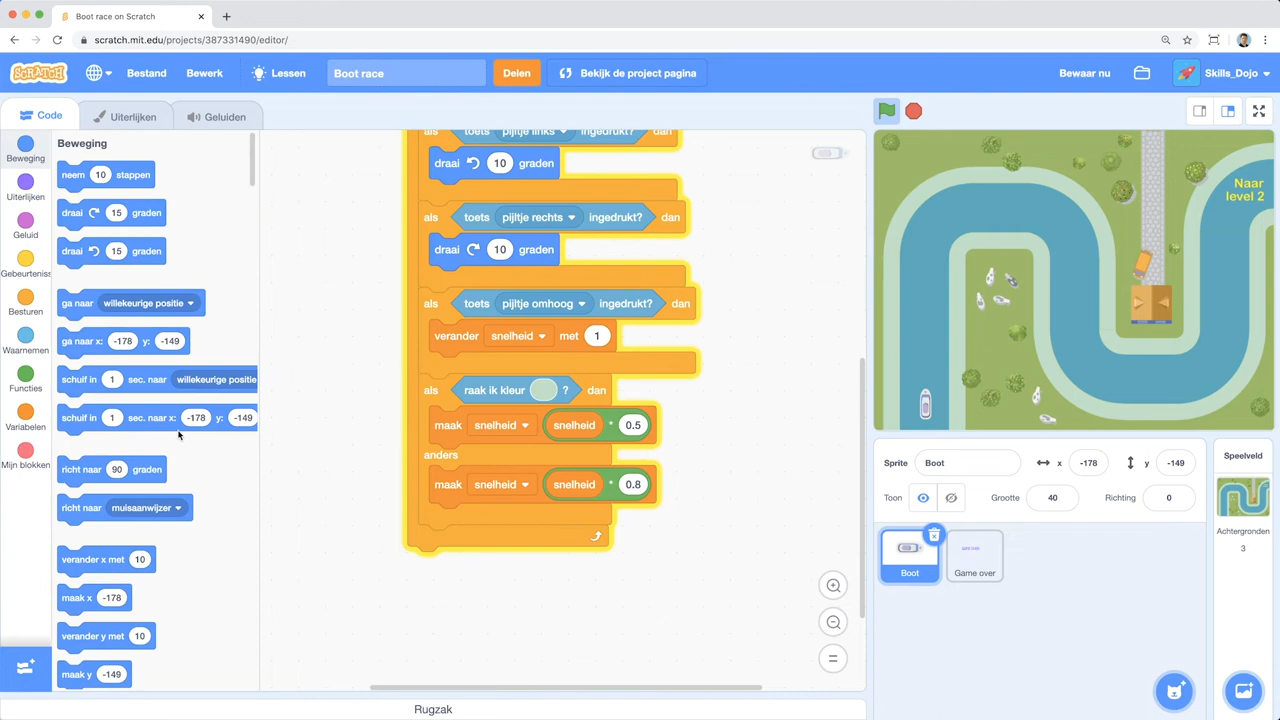 Boot race on Scratch
scratch.mit.edu/projects/387331490/editor/
SCRATCH
Bestand
Bewerk
Lessen
Boot race
Delen
Bekijk de project pagina
Bewaar nu
Skills_Dojo
Code
Uiterlijken
Geluiden
Beweging
Uiterlijken
Geluid
Gebeurteniss
Besturen
Waarnemen
Functies
Variabelen
Mijn blokken
Beweging
neem 10 stappen
draai 15 graden
draai 15 graden
ga naar willekeurige positie
ga naar x: -178 y: -149
schuif in 1 sec. naar willekeurige positie
schuif in 1 sec. naar x: -178 y: -149
richt naar 90 graden
richt naar muisaanwijzer
verander x met 10
maak x -178
verander y met 10
maak y -149
als toets pijltje links ingedrukt? dan
draai 10 graden
als toets pijltje rechts ingedrukt? dan
draai 10 graden
als toets pijltje omhoog ingedrukt? dan
verander snelheid met 1
als raak ik kleur ? dan
maak snelheid snelheid * 0.5
anders
maak snelheid snelheid * 0.8
Naar
level 2
Sprite Boot x -178 y -149
Toon Grootte 40 Richting 0
Boot
Game over
Speelveld
Achtergronden
3
Rugzak